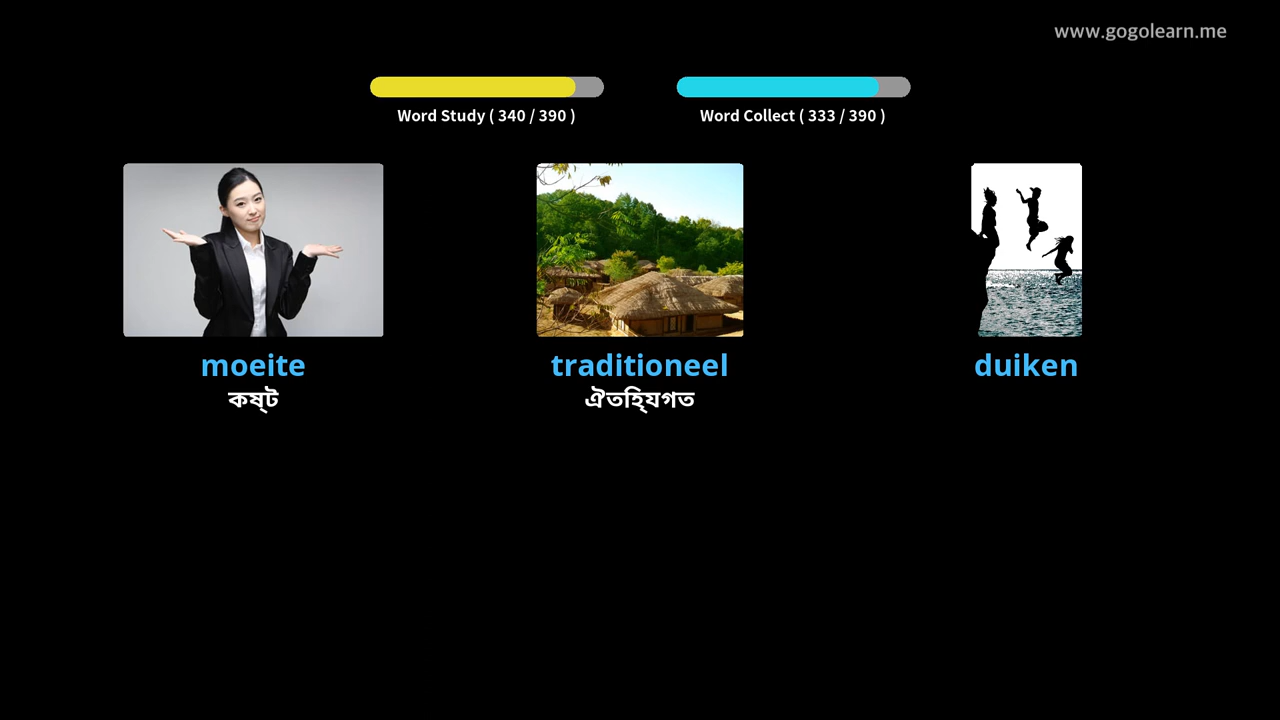 www.gogolearn.me
Word Study ( 340 / 390 )
Word Collect ( 333 / 390 )
moeite
traditioneel
duiken
কষ্ট
ঐতিহ্যগত